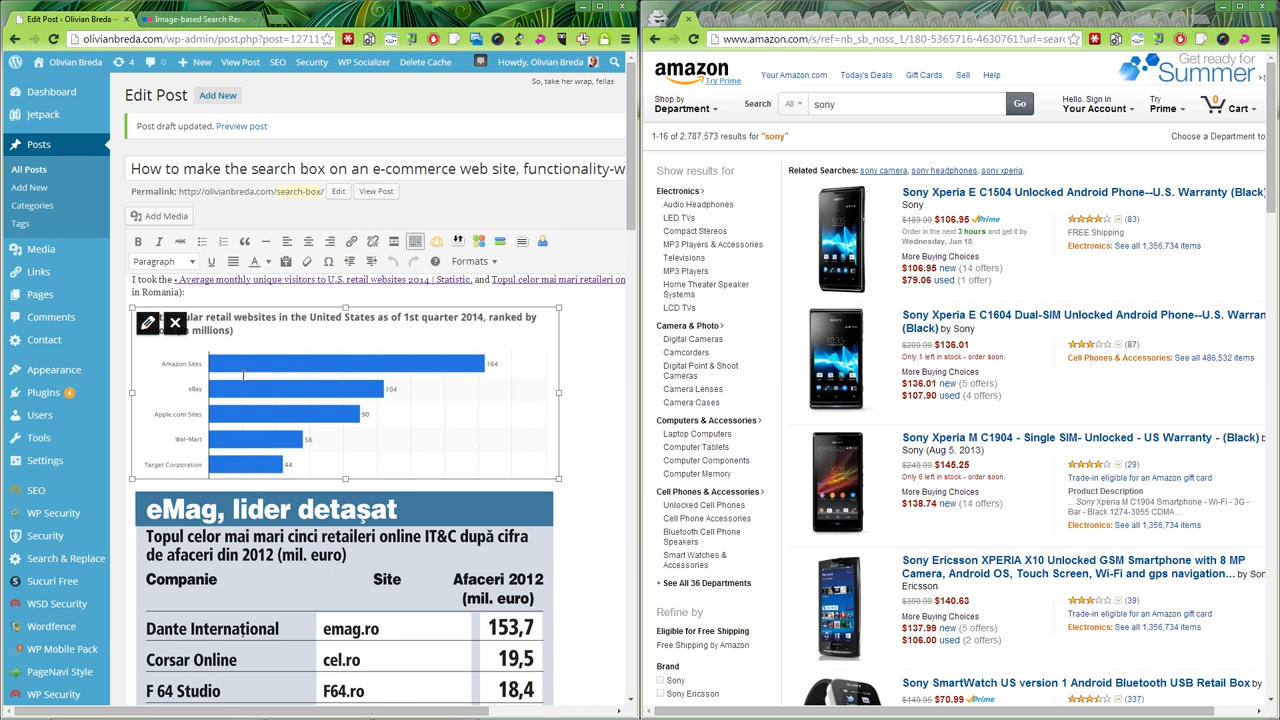 Edit Post ‹ Olivian Breda
Image-based Search Resu
olivianbreda.com/wp-admin/post.php?post=12711
Olivian Breda
4
0
New
View Post
SEO
Security
WP Socializer
Delete Cache
Howdy, Olivian Breda
So, take her wrap, fellas
Dashboard
Jetpack
Posts
All Posts
Add New
Categories
Tags
Media
Links
Pages
Comments
Contact
Appearance
Plugins 4
Users
Tools
Settings
SEO
WP Security
Security
Search & Replace
Sucuri Free
WSD Security
Wordfence
WP Mobile Pack
PageNavi Style
WP Security
Edit Post Add New
Post draft updated. Preview post
How to make the search box on an e-commerce web site, functionality-w
Permalink: http://olivianbreda.com/search-box/ Edit View Post
Add Media
B I ABC
Paragraph
Formats
I took the • Average monthly unique visitors to U.S. retail websites 2014 | Statistic, and Topul celor mai mari retaileri on
in Romania):
ular retail websites in the United States as of 1st quarter 2014, ranked by
millions)
Amazon Sites 164
eBay 104
Apple.com Sites 90
Wal-Mart 56
Target Corporation 44
eMag, lider detaşat
Topul celor mai mari cinci retaileri online IT&C după cifra
de afaceri din 2012 (mil. euro)
Companie Site Afaceri 2012
(mil. euro)
Dante Internațional emag.ro 153,7
Corsar Online cel.ro 19,5
F64 Studio F64.ro 18,4
www.amazon.com/s/ref=nb_sb_noss_1/180-5365716-4630761?url=searc
amazon
Try Prime
Your Amazon.com Today's Deals Gift Cards Sell Help
Get ready for
Summer
Shop by
Department
Search All sony Go
Hello. Sign in
Your Account
Try
Prime
0
Cart
1-16 of 2,787,573 results for "sony"
Choose a Department to
Show results for
Electronics
Audio Headphones
LED TVs
Compact Stereos
MP3 Players & Accessories
Televisions
MP3 Players
Home Theater Speaker
Systems
LCD TVs
Camera & Photo
Digital Cameras
Camcorders
Digital Point & Shoot
Cameras
Camera Lenses
Camera Cases
Computers & Accessories
Laptop Computers
Computer Tablets
Computer Components
Computer Memory
Cell Phones & Accessories
Unlocked Cell Phones
Cell Phone Accessories
Bluetooth Cell Phone
Speakers
Smart Watches &
Accessories
+ See All 36 Departments
Refine by
Eligible for Free Shipping
Free Shipping by Amazon
Brand
Sony
Sony Ericsson
Related Searches: sony camera, sony headphones, sony xperia.
Sony Xperia E C1504 Unlocked Android Phone--U.S. Warranty (Black)
Sony
$189.99 $106.95 Prime
Order in the next 3 hours and get it by
Wednesday, Jun 18.
More Buying Choices
$106.95 new (14 offers)
$79.06 used (1 offer)
(83)
FREE Shipping
Electronics: See all 1,356,734 items
Sony Xperia E C1604 Dual-SIM Unlocked Android Phone--U.S. Warran
(Black) by Sony
$209.99 $136.01
Only 1 left in stock - order soon.
More Buying Choices
$136.01 new (5 offers)
$107.90 used (4 offers)
(87)
Cell Phones & Accessories: See all 486,532 items
Sony Xperia M C1904 - Single SIM- Unlocked - US Warranty - (Black)
Sony (Aug 5, 2013)
$249.99 $145.25
Only 6 left in stock - order soon.
More Buying Choices
$138.74 new (14 offers)
(29)
Trade-in eligible for an Amazon gift card
Product Description
... Sony Xperia M C1904 Smartphone - Wi-Fi - 3G -
Bar - Black 1274-3055 CDMA ...
Electronics: See all 1,356,734 items
Sony Ericsson XPERIA X10 Unlocked GSM Smartphone with 8 MP
Camera, Android OS, Touch Screen, Wi-Fi and gps navigation... by So
Ericsson
$399.99 $140.63
More Buying Choices
$137.99 new (5 offers)
$106.00 used (2 offers)
(39)
Trade-in eligible for an Amazon gift card
Electronics: See all 1,356,734 items
Sony SmartWatch US version 1 Android Bluetooth USB Retail Box by
$149.95 $70.99 Prime
(337)